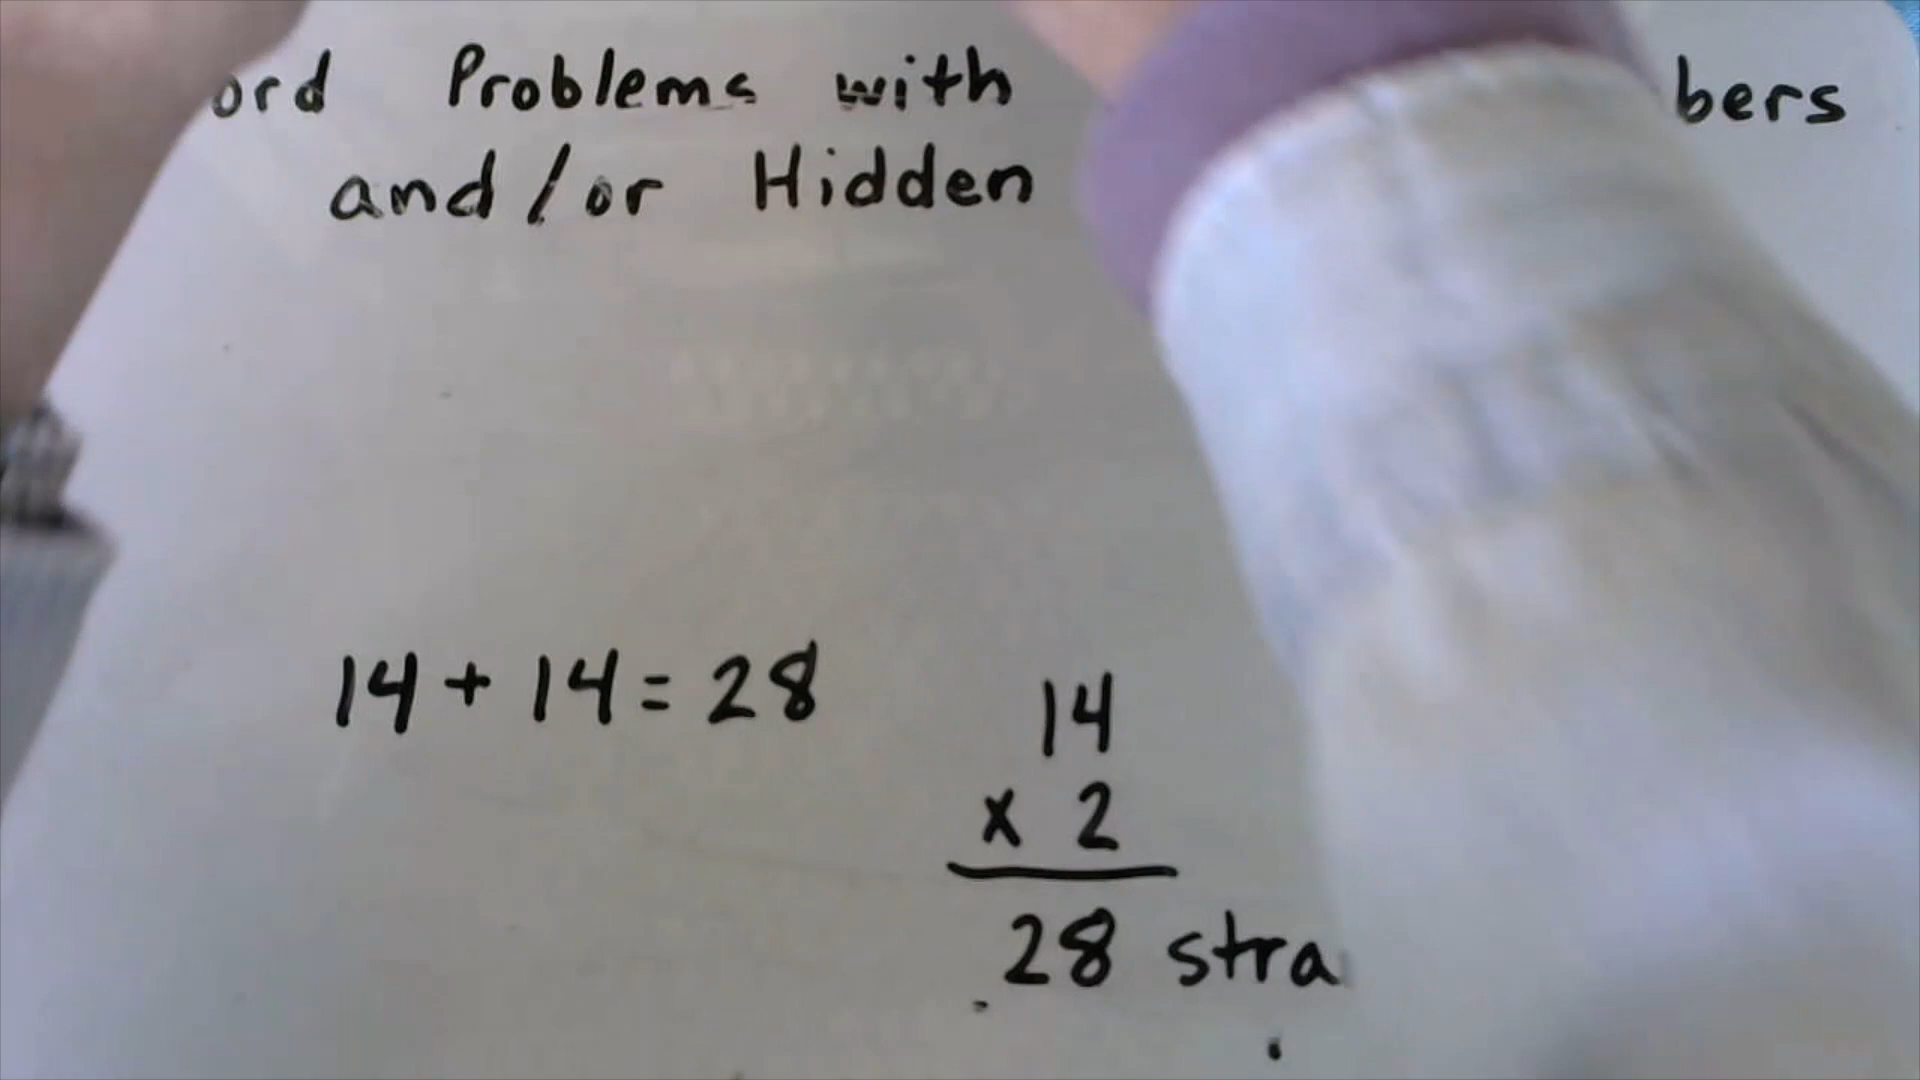 ord Problems with bers
and/or Hidden
14 + 14 = 28
14
x 2
28 stra